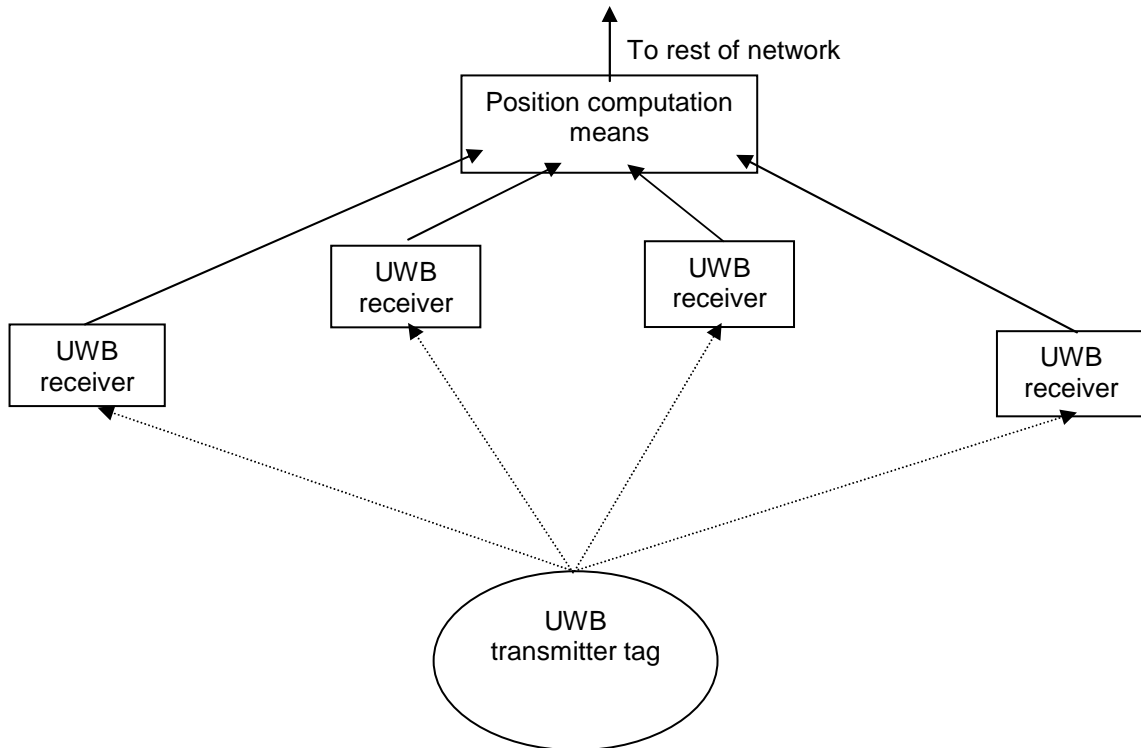 To rest of network
Position computation
means
UWB
receiver
UWB
receiver
UWB
receiver
UWB
receiver
UWB
transmitter tag